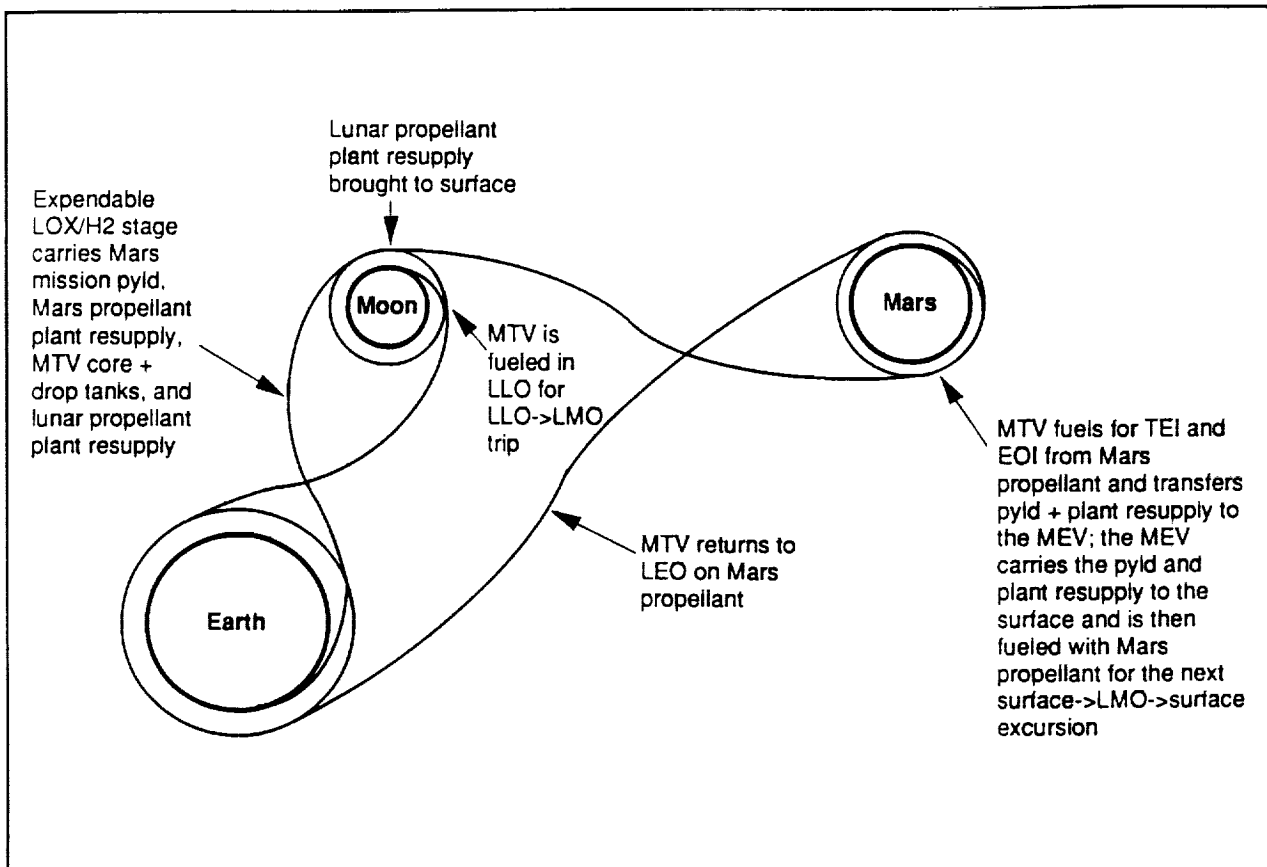 Lunar propellant
plant resupply
brought to surface
Expendable
LOX/H2 stage
carries Mars
mission pyld,
Mars propellant
plant resupply,
MTV core +
drop tanks, and
lunar propellant
plant resupply
Moon
MTV is
fueled in
LLO for
LLO->LMO
trip
Mars
MTV fuels for TEI and
EOI from Mars
propellant and transfers
pyld + plant resupply to
the MEV; the MEV
carries the pyld and
plant resupply to the
surface and is then
fueled with Mars
propellant for the next
surface->LMO->surface
excursion
MTV returns to
LEO on Mars
propellant
Earth